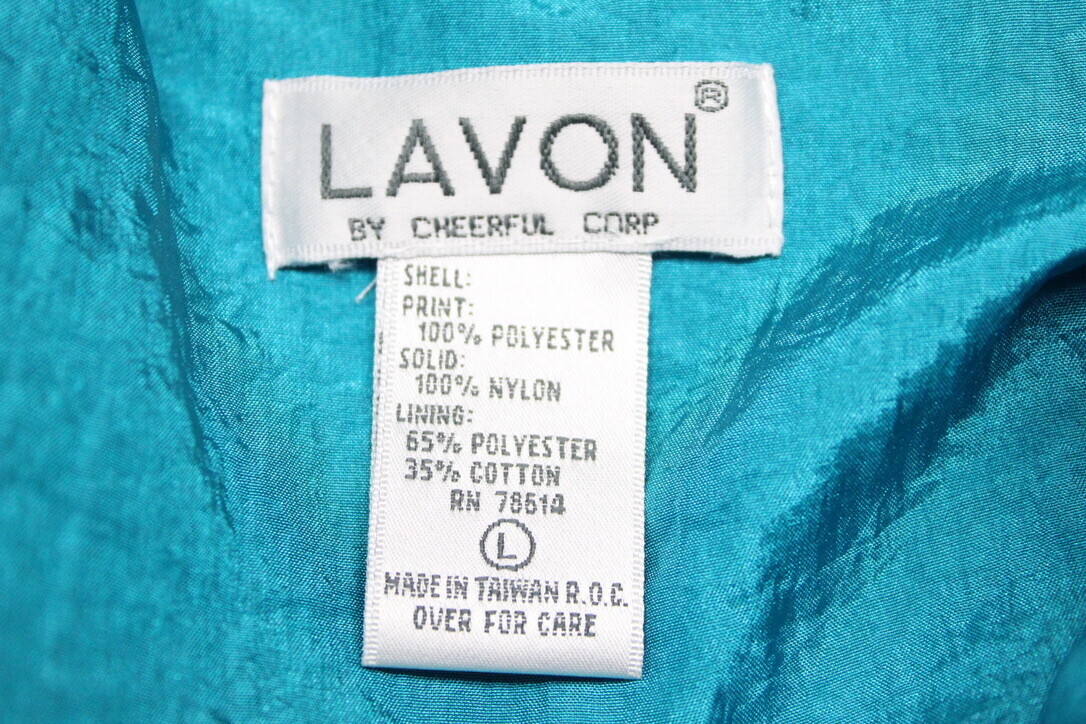 LAVON®
BY CHEERFUL CORP
SHELL:
PRINT:
100% POLYESTER
SOLID:
100% NYLON
LINING:
65% POLYESTER
35% COTTON
RN 78614
L
MADE IN TAIWAN R.O.C.
OVER FOR CARE